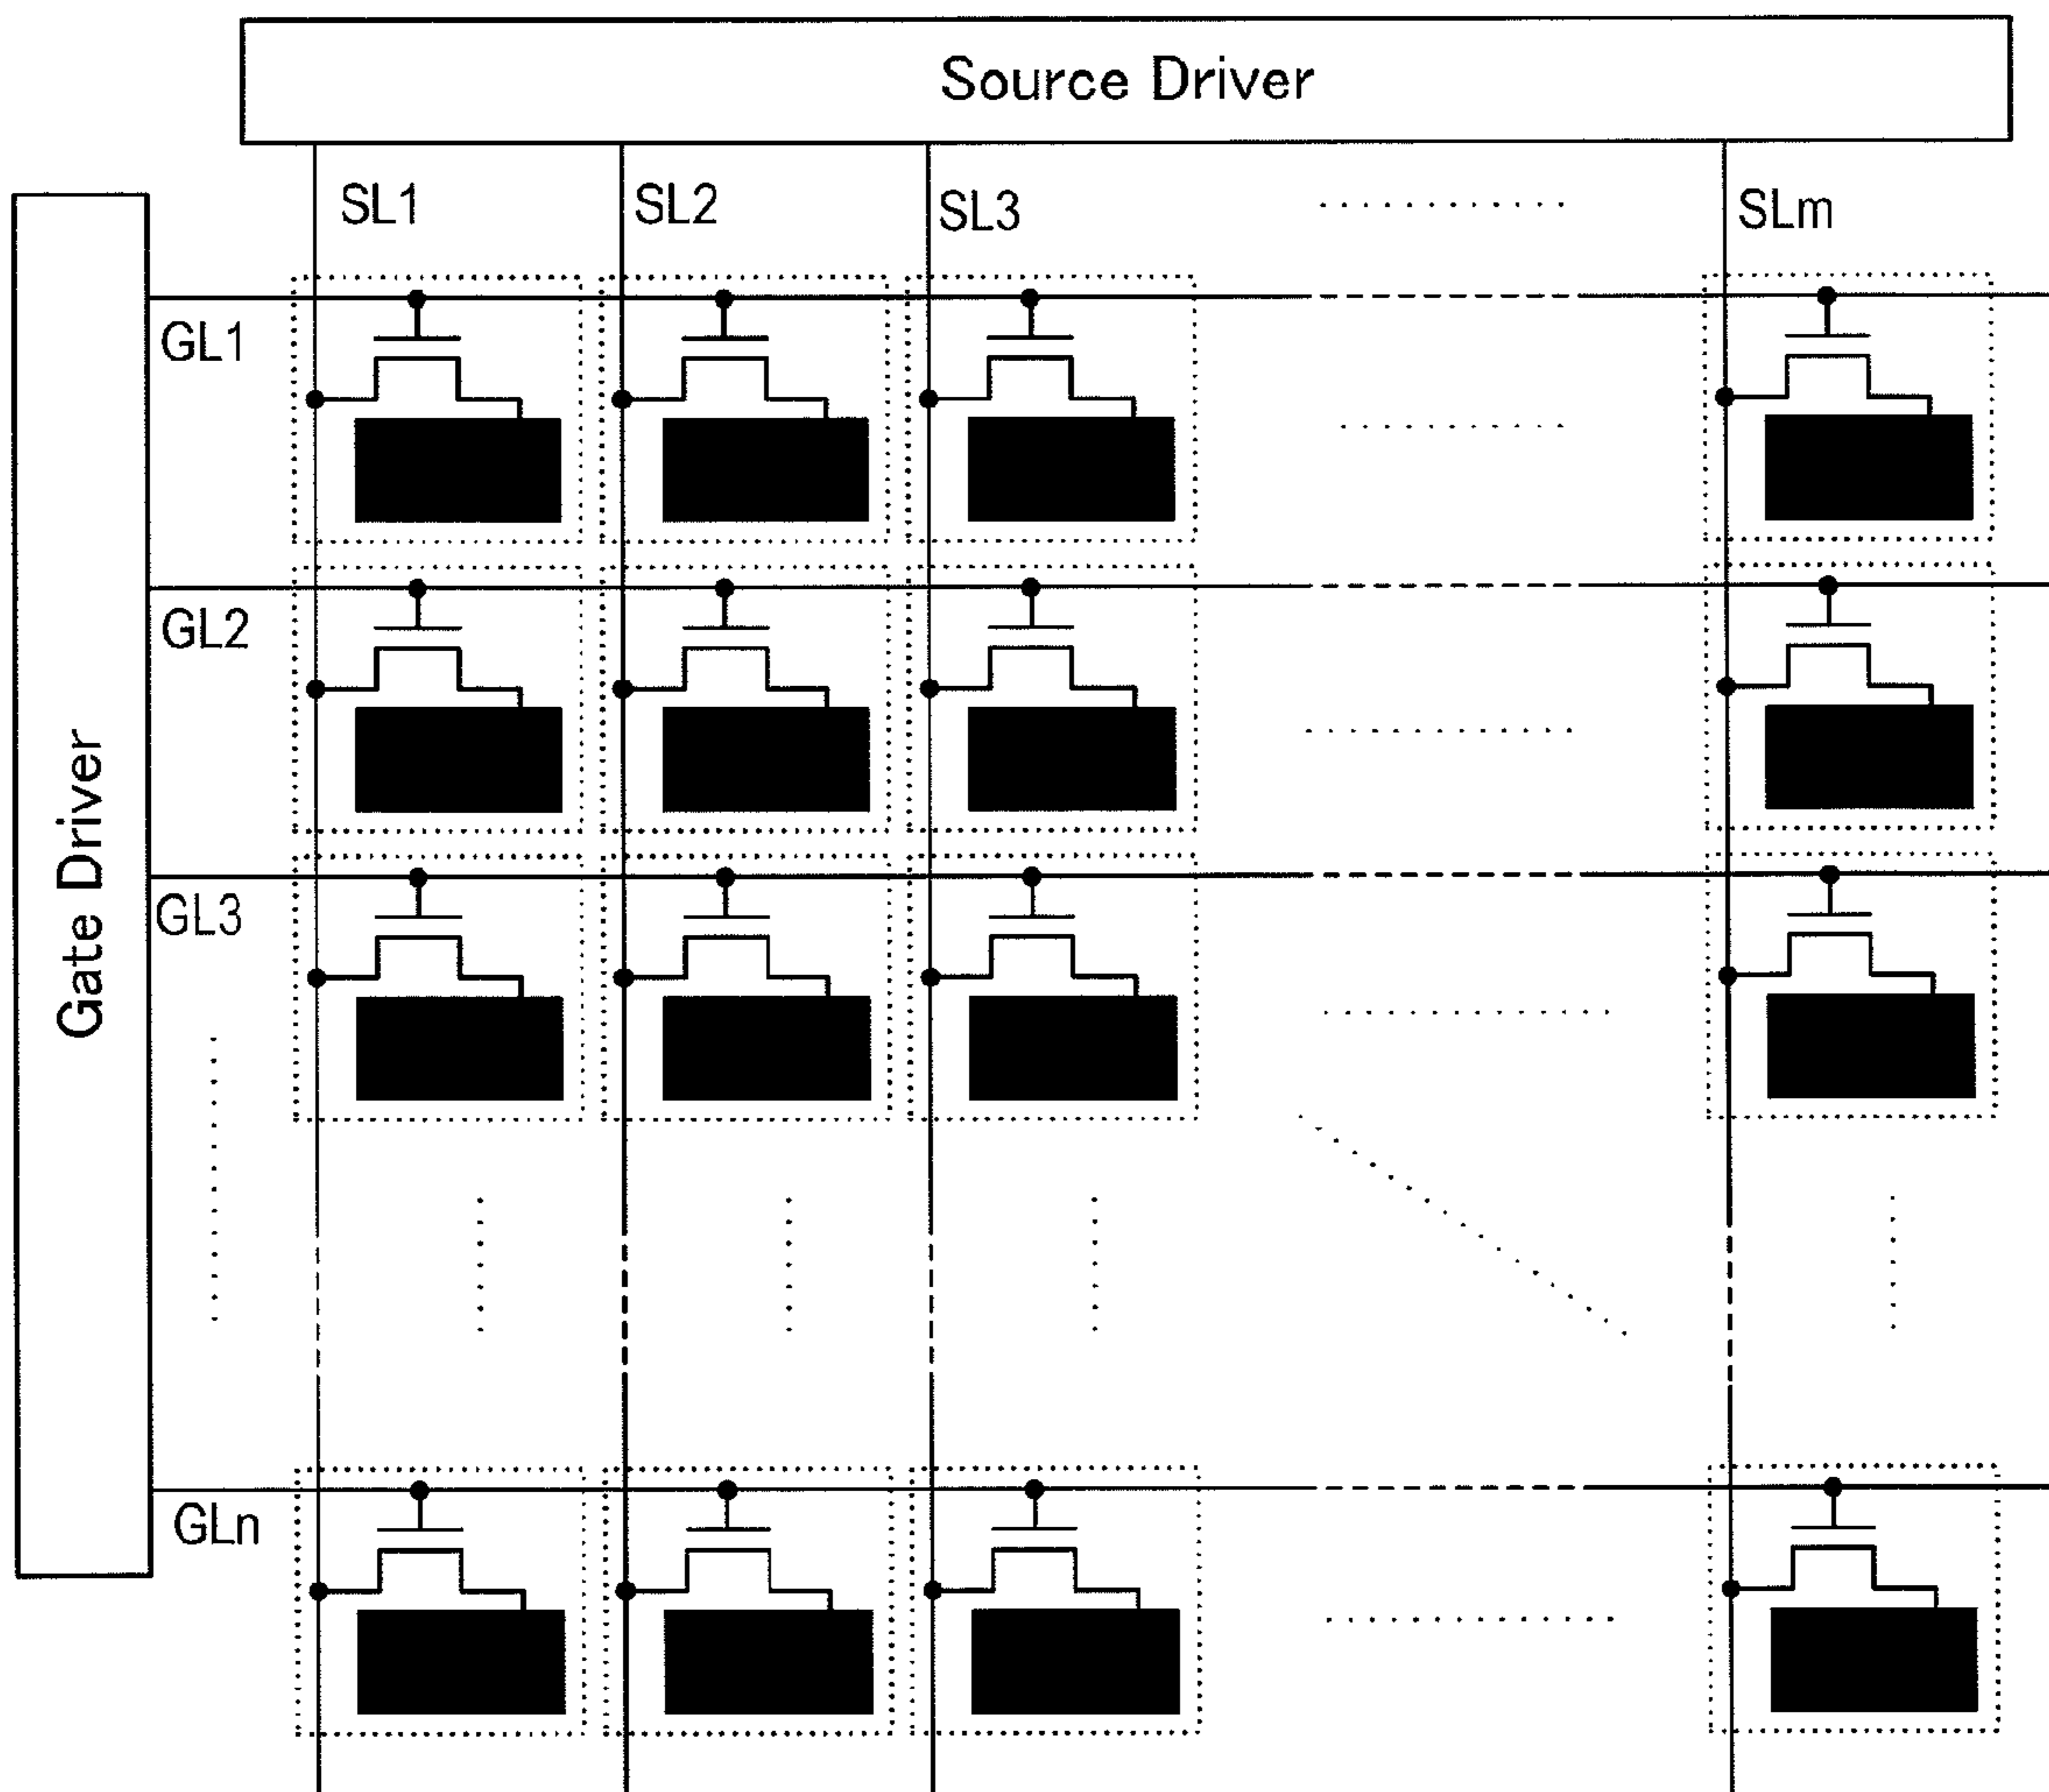 Source Driver
SL1
SL2
SL3
SLm
GL1
GL2
GL3
Gate Driver
GLn